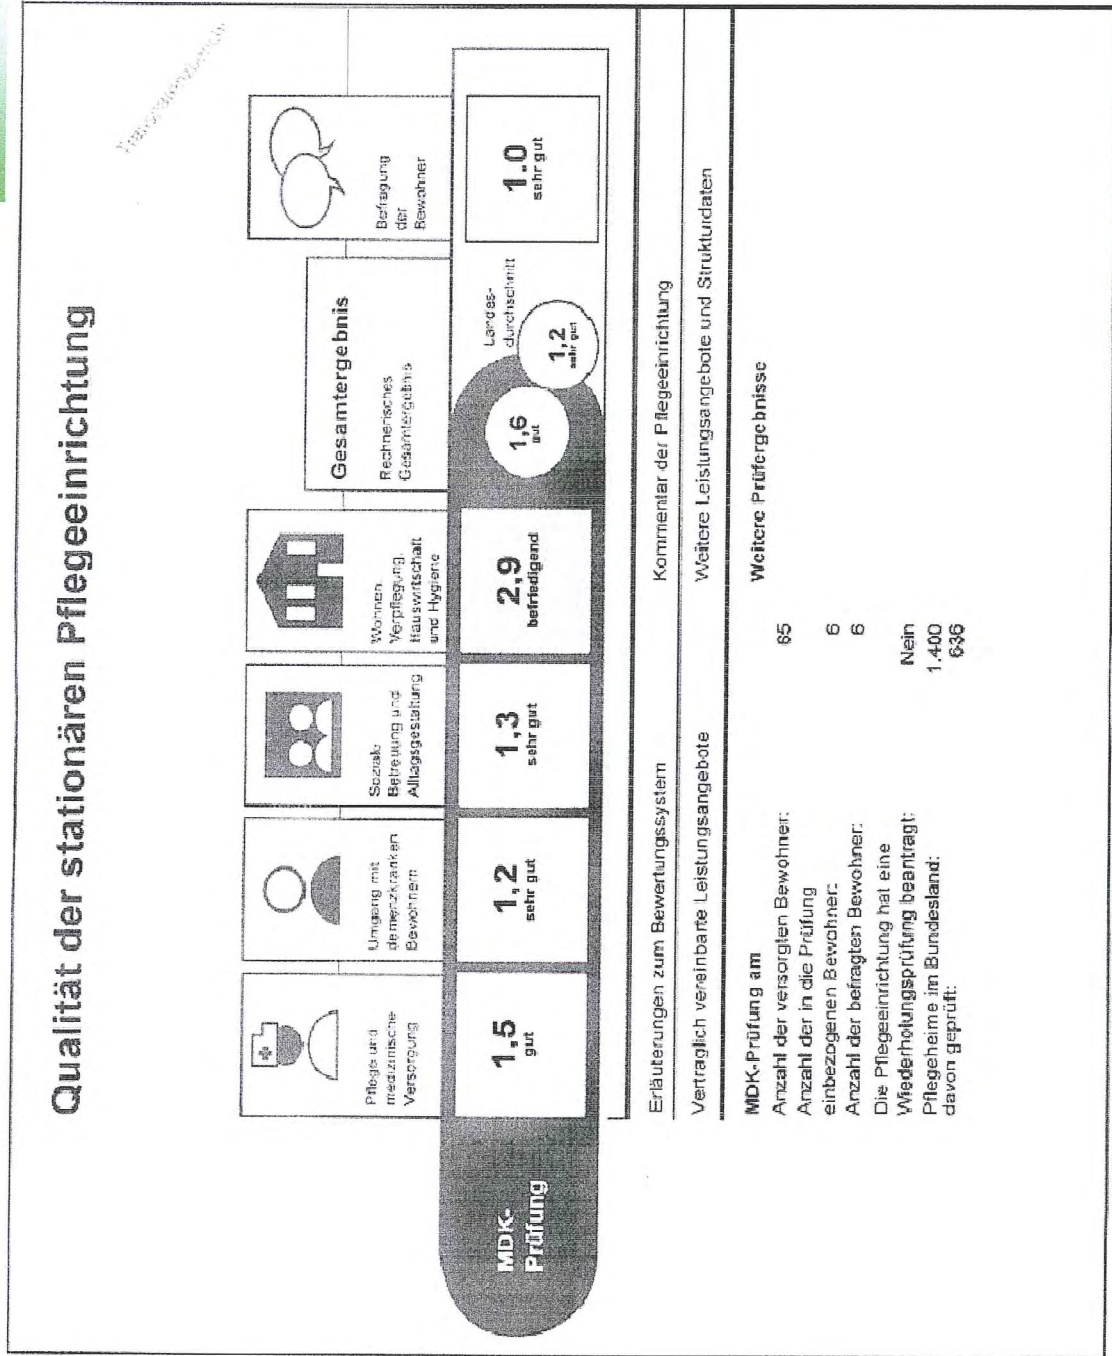 Qualität der stationären Pflegeeinrichtung
Pflege und
medizinische
Versorgung
Umgang mit
demenzkranken
Bewohnern
Soziale
Betreuung und
Alltagsgestaltung
Wohnen,
Verpflegung,
Hauswirtschaft
und Hygiene
Gesamtergebnis
Rechnerisches
Gesamtergebnis
Befragung
der
Bewohner
MDK-
Prüfung
1,5
gut
1,2
sehr gut
1,3
sehr gut
2,9
befriedigend
1,6
gut
Landes-
durchschnitt
1,2
sehr gut
1.0
sehr gut
Erläuterungen zum Bewertungssystem
Kommentar der Pflegeeinrichtung
Vertraglich vereinbarte Leistungsangebote
Weitere Leistungsangebote und Strukturdaten
MDK-Prüfung am
Weitere Prüfergebnisse
Anzahl der versorgten Bewohner: 65
Anzahl der in die Prüfung
einbezogenen Bewohner: 6
Anzahl der befragten Bewohner: 6
Die Pflegeeinrichtung hat eine
Wiederholungsprüfung beantragt: Nein
Pflegeheime im Bundesland: 1.400
davon geprüft: 636